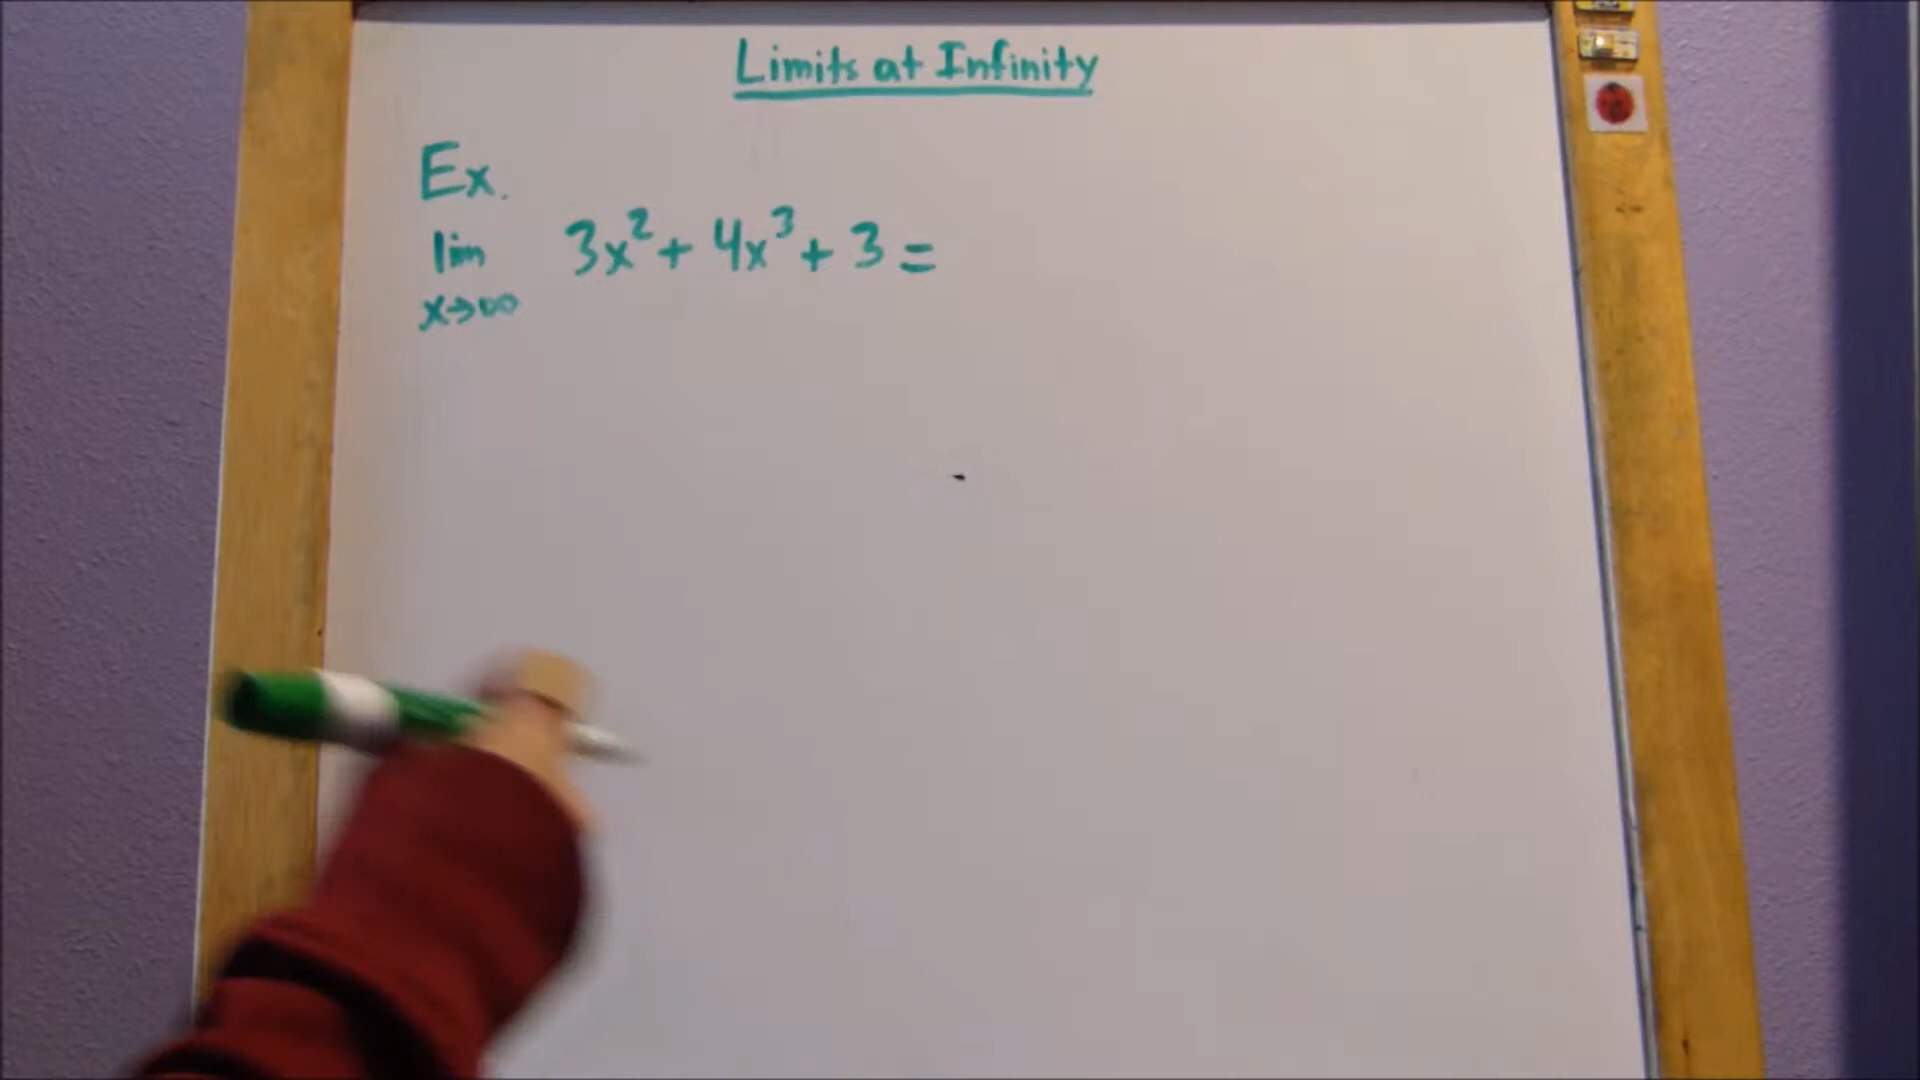 Limits at Infinity
Ex.
lim 3x² + 4x³ + 3 =
x→∞